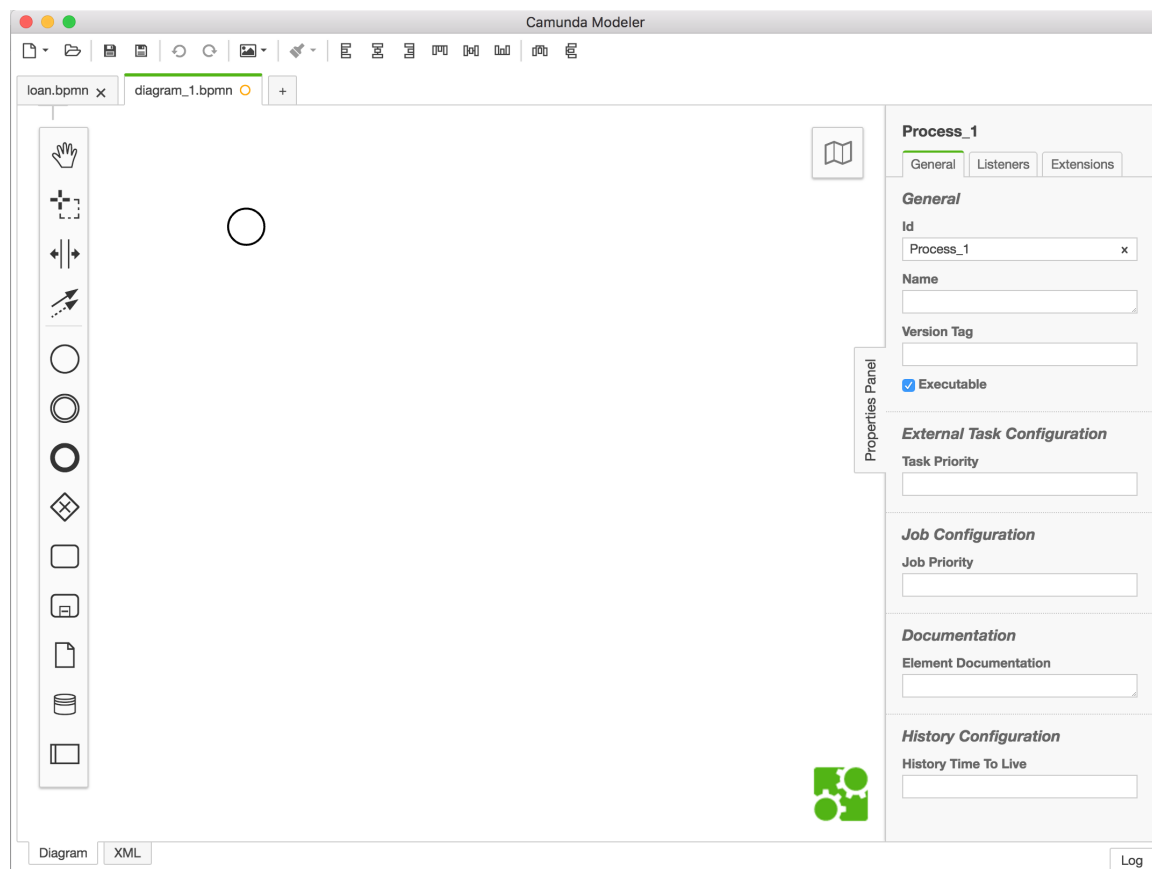 Camunda Modeler
loan.bpmn
diagram_1.bpmn
+
Process_1
General Listeners Extensions
General
Id
Process_1 x
Name
Version Tag
Executable
Properties Panel
External Task Configuration
Task Priority
Job Configuration
Job Priority
Documentation
Element Documentation
History Configuration
History Time To Live
Diagram XML
Log